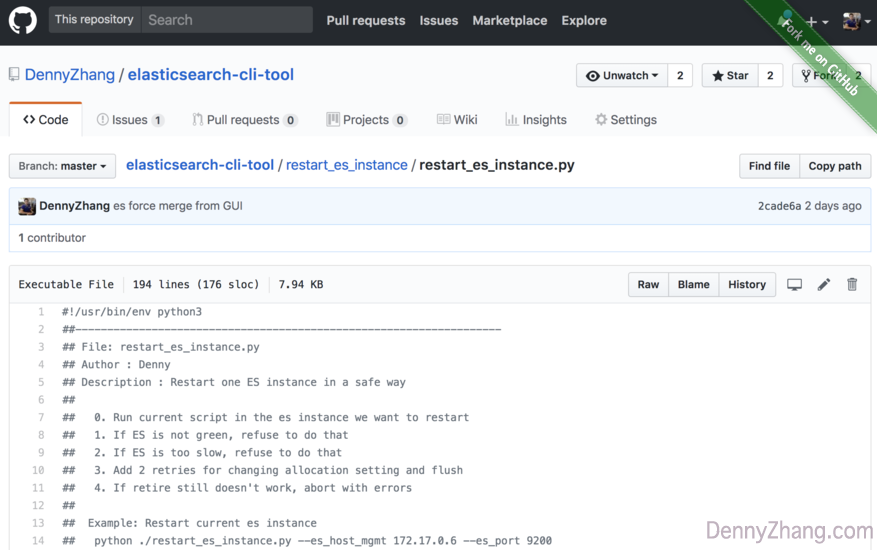 This repository Search Pull requests Issues Marketplace Explore
Fork me on GitHub
DennyZhang / elasticsearch-cli-tool Unwatch 2 Star 2 Fork 2
Code Issues 1 Pull requests 0 Projects 0 Wiki Insights Settings
Branch: master elasticsearch-cli-tool / restart_es_instance / restart_es_instance.py Find file Copy path
DennyZhang es force merge from GUI 2cade6a 2 days ago
1 contributor
Executable File 194 lines (176 sloc) 7.94 KB Raw Blame History
1 #!/usr/bin/env python3
2 ##-------------------------------------------------------------------
3 ## File: restart_es_instance.py
4 ## Author : Denny
5 ## Description : Restart one ES instance in a safe way
6 ##
7 ##   0. Run current script in the es instance we want to restart
8 ##   1. If ES is not green, refuse to do that
9 ##   2. If ES is too slow, refuse to do that
10 ##   3. Add 2 retries for changing allocation setting and flush
11 ##   4. If retire still doesn't work, abort with errors
12 ##
13 ##  Example: Restart current es instance
14 ##   python ./restart_es_instance.py --es_host_mgmt 172.17.0.6 --es_port 9200
DennyZhang.com